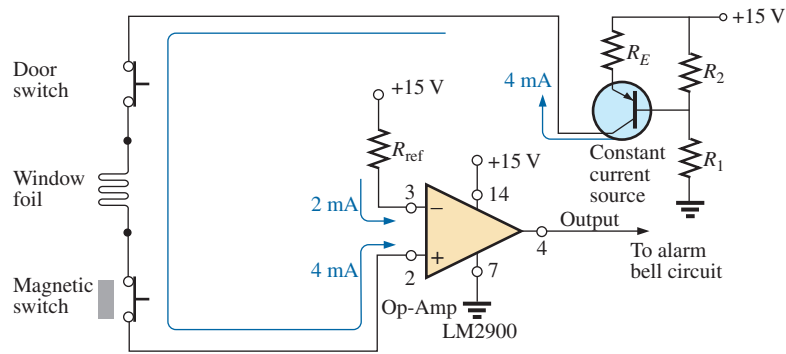 +15 V
R_E
R_2
Door
switch
4 mA
+15 V
R_ref
Constant
current
source
R_1
+15 V
Window
foil
3
14
2 mA
−
Output
4
To alarm
bell circuit
4 mA
+
2
7
Magnetic
switch
Op-Amp
LM2900